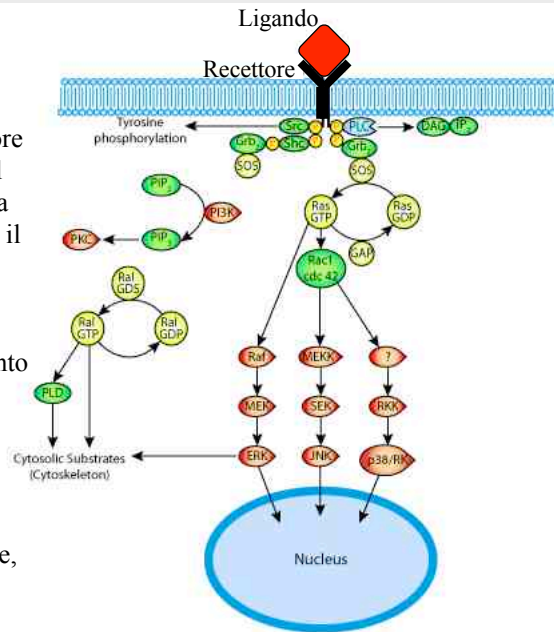 Ligando
Recettore
Tyrosine
phosphorylation
Src
P
P
PLC
DAG
IP3
Grb2
P
Shc
P
P
Grb2
SOS
SOS
ore
l
a
il
PiP2
PI3K
PKC
PiP3
Ras
GTP
Ras
GDP
GAP
Rac1
cdc 42
Ral
GDS
Ral
GTP
Ral
GDP
nto
PLD
Raf
MEKK
?
MEK
SEK
RKK
Cytosolic Substrates
(Cytoskeleton)
ERK
JNK
p38/RK
e,
Nucleus